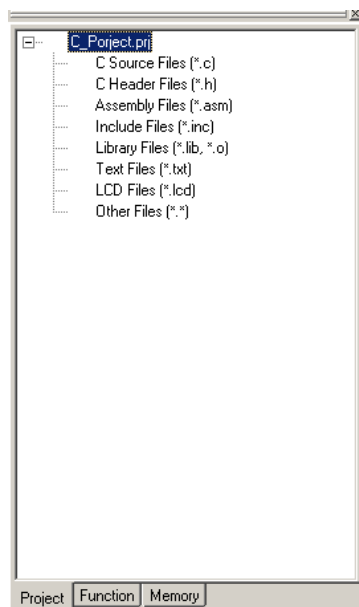 C_Porject.prj
C Source Files (*.c)
C Header Files (*.h)
Assembly Files (*.asm)
Include Files (*.inc)
Library Files (*.lib, *.o)
Text Files (*.txt)
LCD Files (*.lcd)
Other Files (*.*)
Project Function Memory